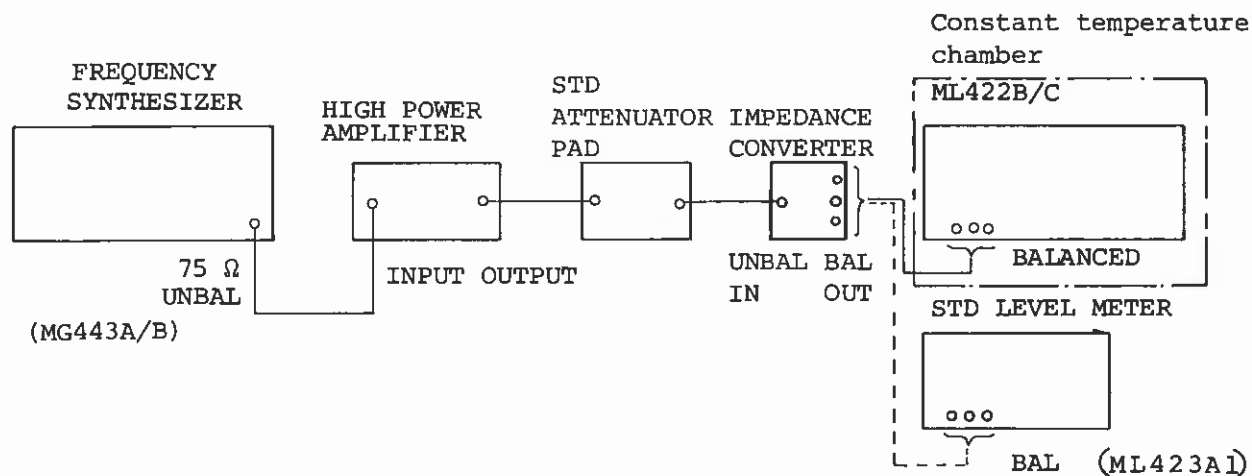 Constant temperature
chamber
ML422B/C
FREQUENCY
SYNTHESIZER
HIGH POWER
AMPLIFIER
STD
ATTENUATOR
PAD
IMPEDANCE
CONVERTER
75 Ω
UNBAL
(MG443A/B)
INPUT OUTPUT
UNBAL BAL
IN OUT
BALANCED
STD LEVEL METER
BAL (ML423A1)